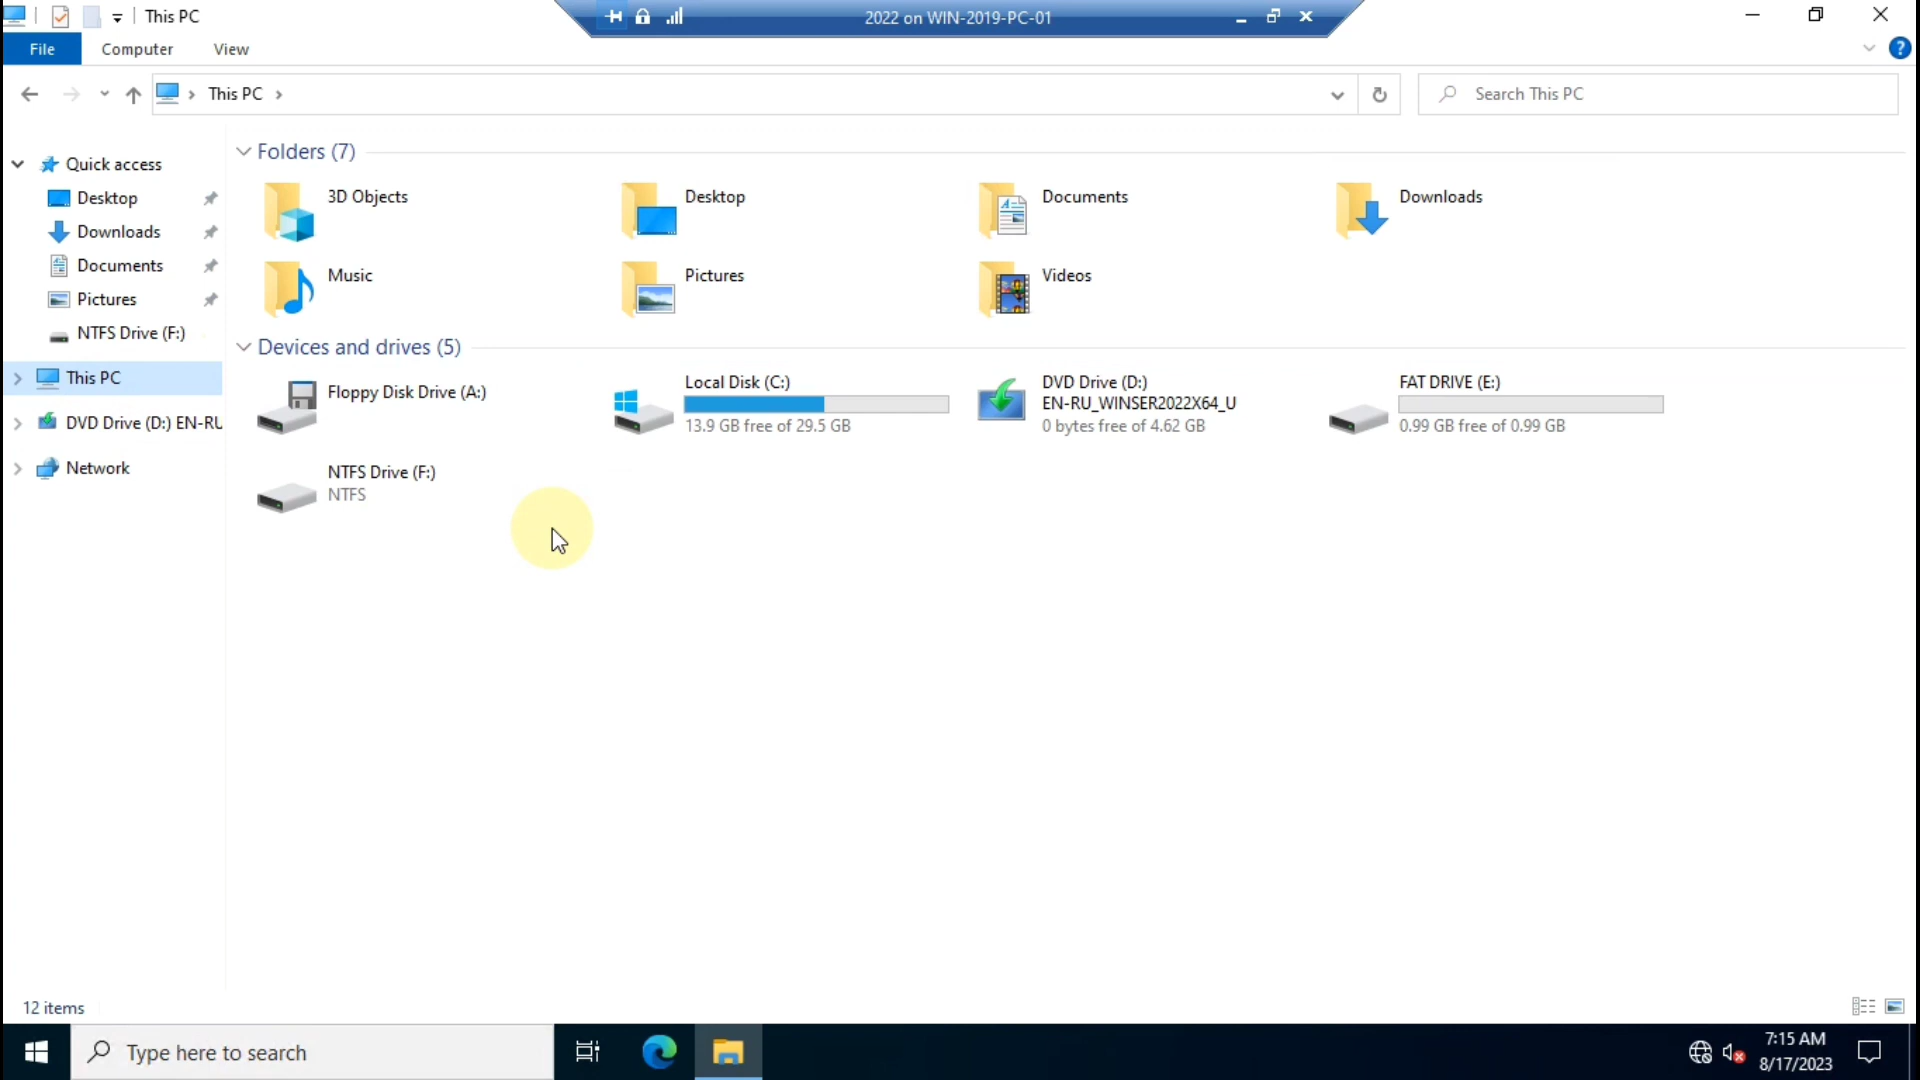 This PC
2022 on WIN-2019-PC-01
File Computer View
?
This PC
Search This PC
Quick access
Desktop
Downloads
Documents
Pictures
NTFS Drive (F:)
This PC
DVD Drive (D:) EN-RU
Network
Folders (7)
3D Objects
Desktop
Documents
Downloads
Music
Pictures
Videos
Devices and drives (5)
Floppy Disk Drive (A:)
Local Disk (C:)
13.9 GB free of 29.5 GB
DVD Drive (D:)
EN-RU_WINSER2022X64_U
0 bytes free of 4.62 GB
FAT DRIVE (E:)
0.99 GB free of 0.99 GB
NTFS Drive (F:)
NTFS
12 items
Type here to search
7:15 AM
8/17/2023